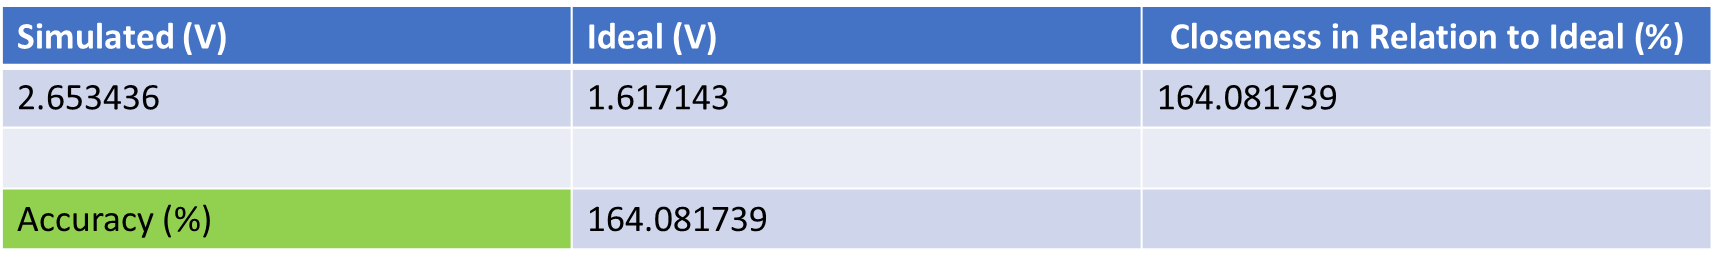 Simulated (V) Ideal (V) Closeness in Relation to Ideal (%)
2.653436 1.617143 164.081739
Accuracy (%) 164.081739